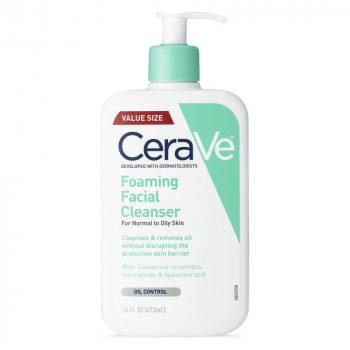 VALUE SIZE
CeraVe
DEVELOPED WITH DERMATOLOGISTS
Foaming
Facial
Cleanser
For Normal to Oily Skin
Cleanses & removes oil
without disrupting the
protective skin barrier
With 3 essential ceramides,
niacinamide, & hyaluronic acid
OIL CONTROL
16 FL OZ (473mL)